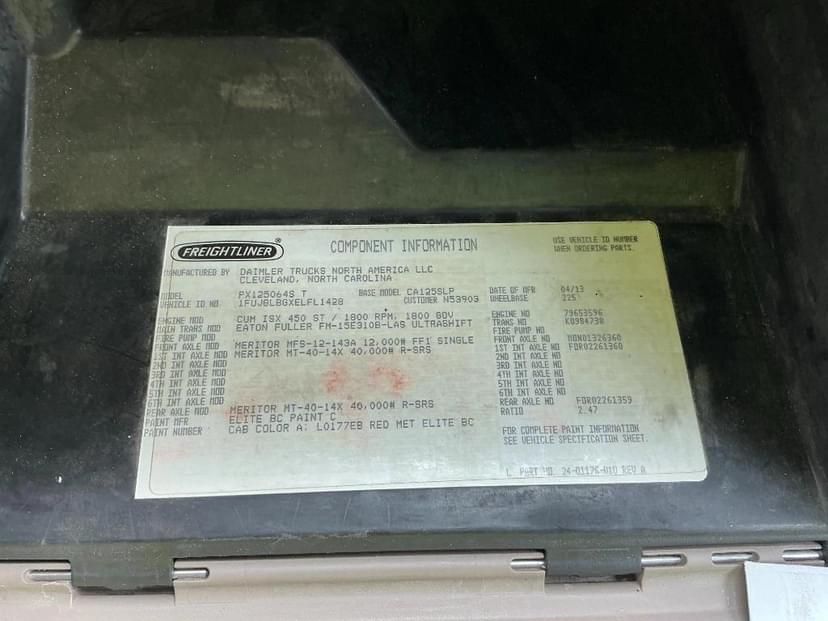 FREIGHTLINER®
COMPONENT INFORMATION
USE VEHICLE ID NUMBER
WHEN ORDERING PARTS.
MANUFACTURED BY DAIMLER TRUCKS NORTH AMERICA LLC
CLEVELAND, NORTH CAROLINA
MODEL PX125064S T BASE MODEL CA125SLP DATE OF MFR 04/13
VEHICLE ID NO 1FUJBLBGXELFL1428 CUSTOMER N53903 WHEELBASE 225
ENGINE MOD CUM ISX 450 ST / 1800 RPM, 1800 GOV ENGINE NO 79653596
MAIN TRANS MOD EATON FULLER FM-15E310B-LAS ULTRASHIFT TRANS NO K0984738
FIRE PUMP MOD FIRE PUMP NO
FRONT AXLE MOD MERITOR MFS-12-143A 12,000# FF1 SINGLE FRONT AXLE NO MON01326360
1ST INT AXLE MOD MERITOR MT-40-14X 40,000# R-SRS 1ST INT AXLE NO FOR02261360
2ND INT AXLE MOD 2ND INT AXLE NO
3RD INT AXLE MOD 3RD INT AXLE NO
4TH INT AXLE MOD 4TH INT AXLE NO
5TH INT AXLE MOD 5TH INT AXLE NO
6TH INT AXLE MOD 6TH INT AXLE NO
REAR AXLE MOD MERITOR MT-40-14X 40,000# R-SRS REAR AXLE NO FOR02261359
PAINT MFR ELITE BC PAINT C RATIO 2.47
PAINT NUMBER CAB COLOR A: L0177EB RED MET ELITE BC
FOR COMPLETE PAINT INFORMATION
SEE VEHICLE SPECIFICATION SHEET.
PART NO. 24-01176-010 REV A